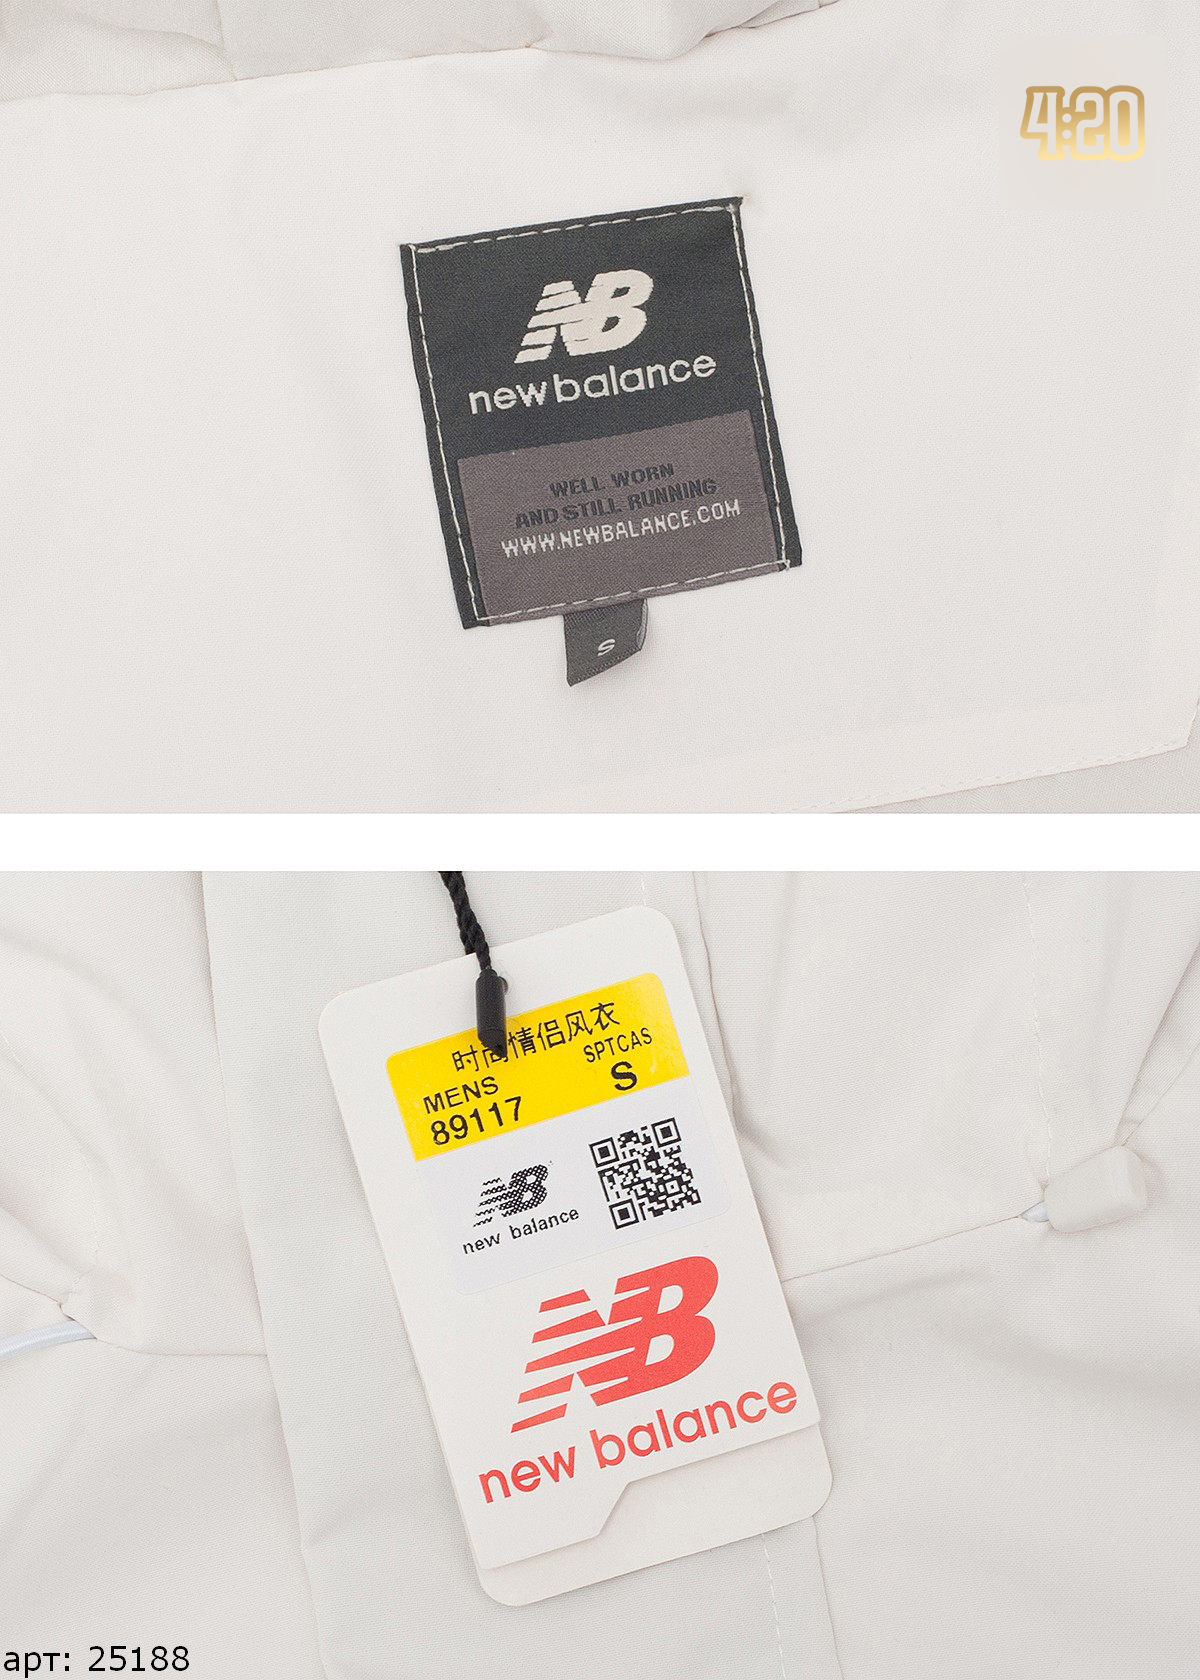 4:20
NB
new balance
WELL WORN
AND STILL RUNNING
WWW.NEWBALANCE.COM
S
时尚情侣风衣
MENS SPTCAS
89117 S
NB
new balance
NB
new balance
арт: 25188